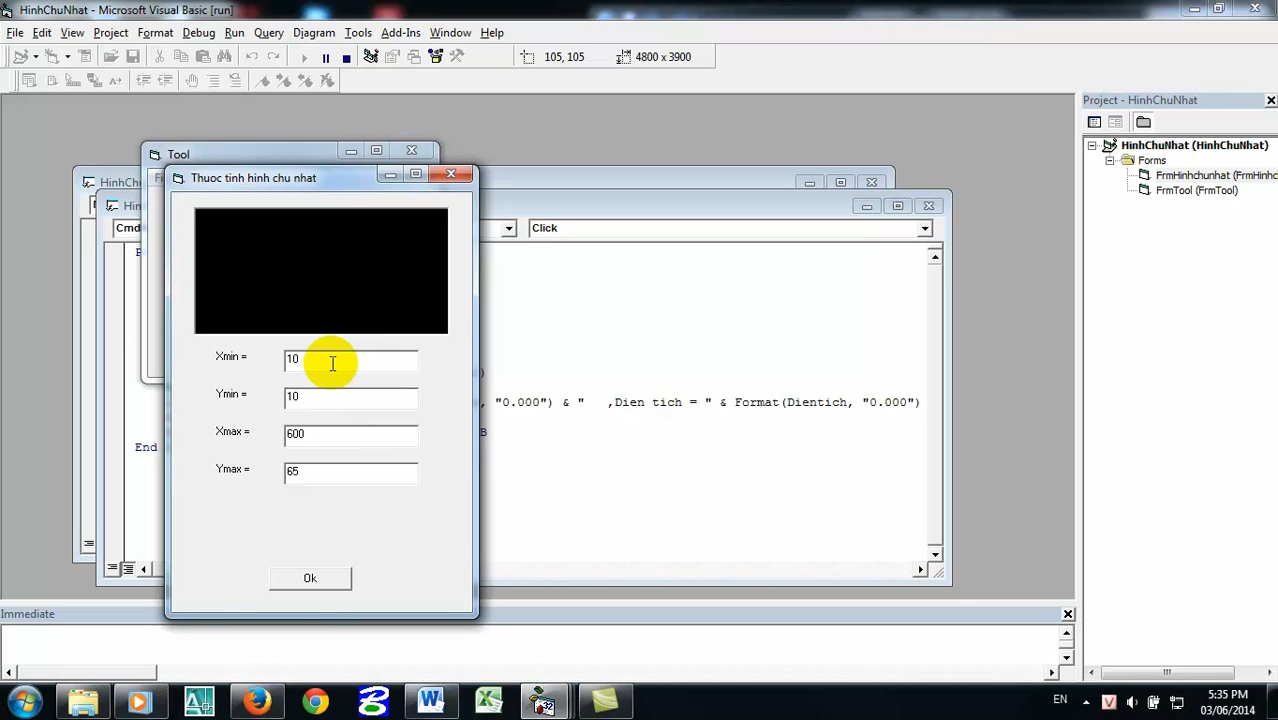 HinhChuNhat - Microsoft Visual Basic [run]
File Edit View Project Format Debug Run Query Diagram Tools Add-Ins Window Help
105, 105 4800 x 3900
Project - HinhChuNhat
HinhChuNhat (HinhChuNhat)
Forms
FrmHinhchunhat (FrmHinhc
FrmTool (FrmTool)
Tool
Thuoc tinh hinh chu nhat
HinhCh
Hin
Cmd
Click
Xmin = 10
Ymin = 10
Xmax = 600
Ymax = 65
)
, "0.000") & " ,Dien tich = " & Format(Dientich, "0.000")
B
End
Ok
Immediate
EN
5:35 PM
03/06/2014